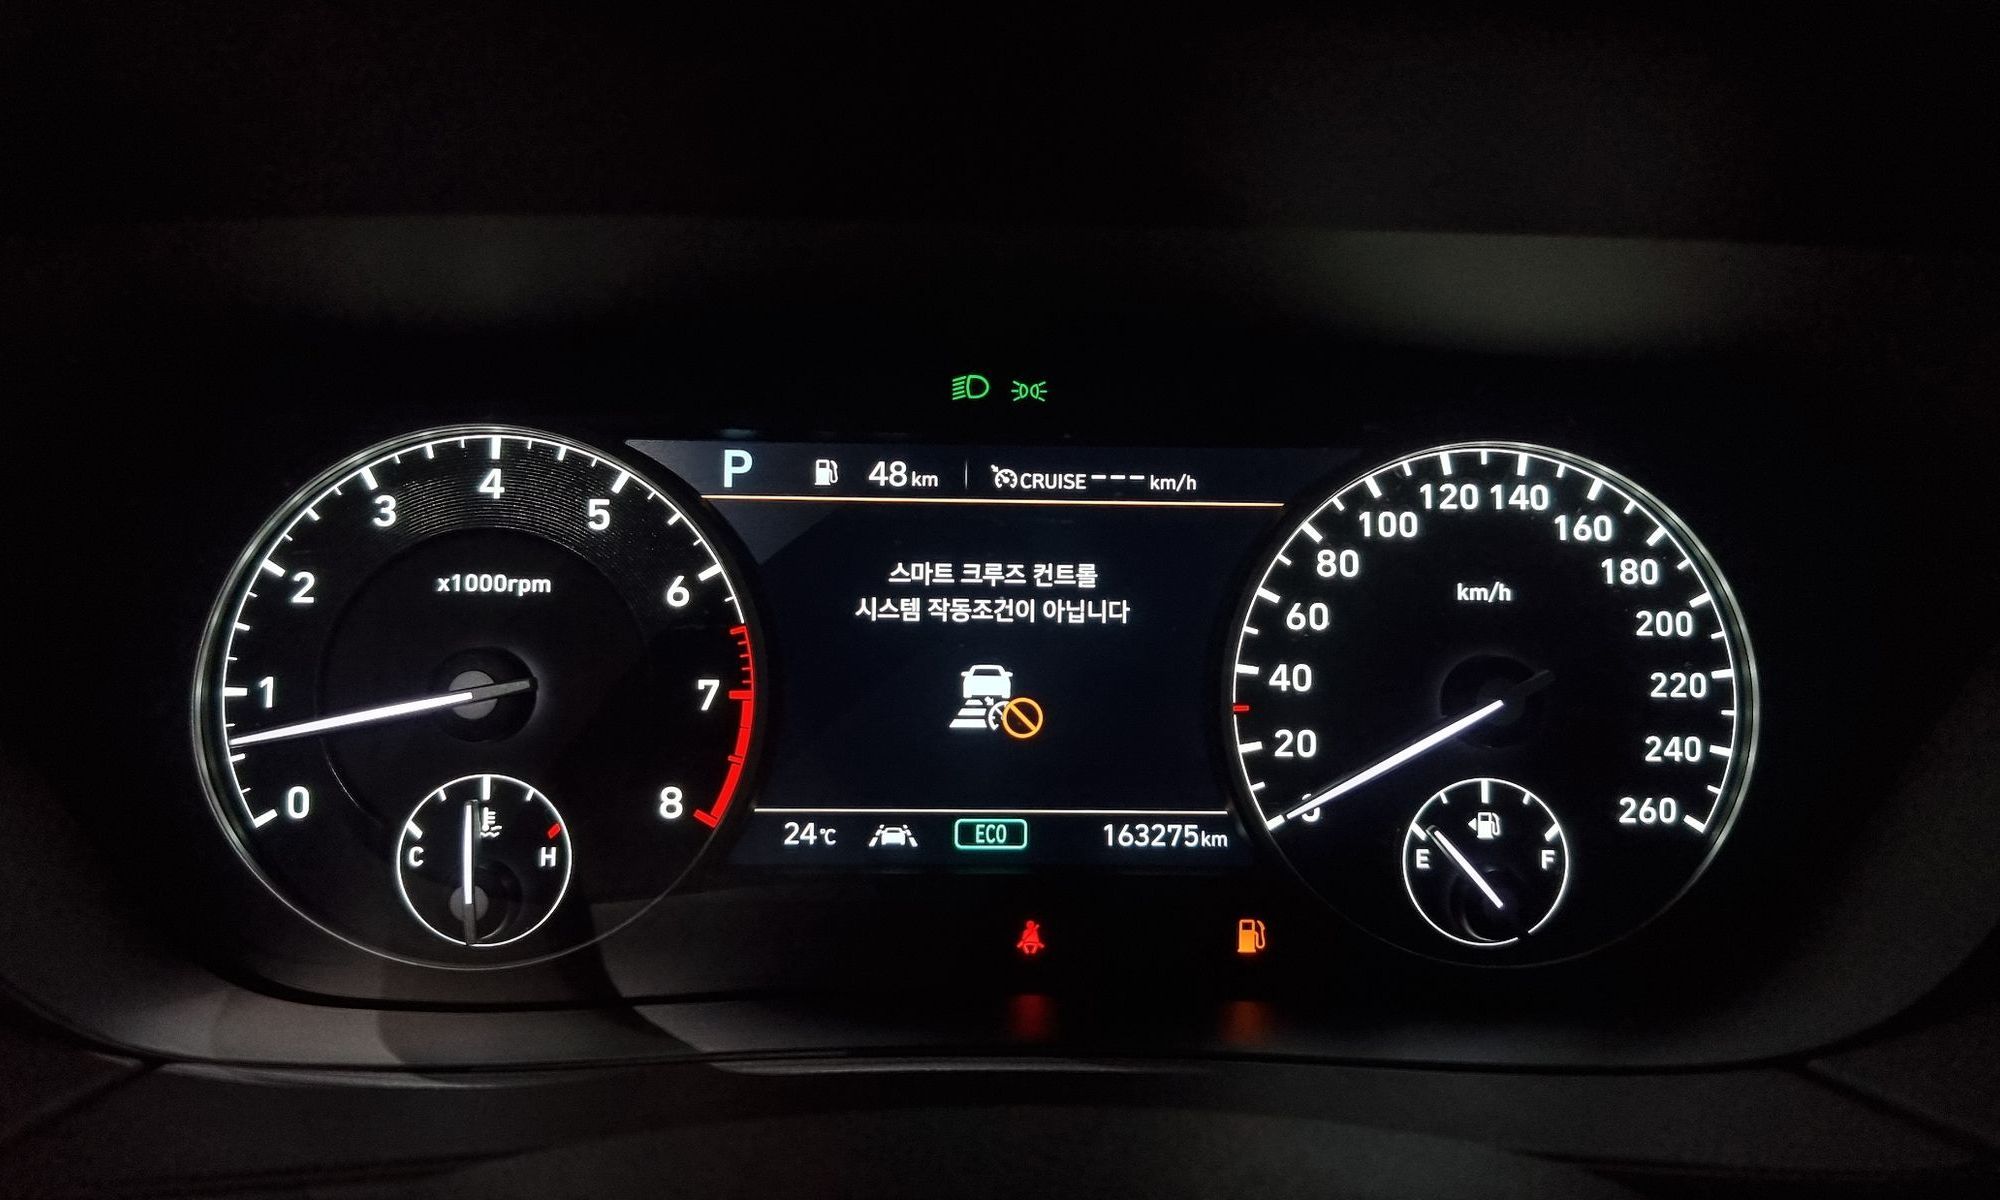 P 48km CRUISE---km/h
스마트 크루즈 컨트롤
시스템 작동조건이 아닙니다
24℃ ECO 163275km
x1000rpm
0 1 2 3 4 5 6 7 8
C H
km/h
0 20 40 60 80 100 120 140 160 180 200 220 240 260
E F